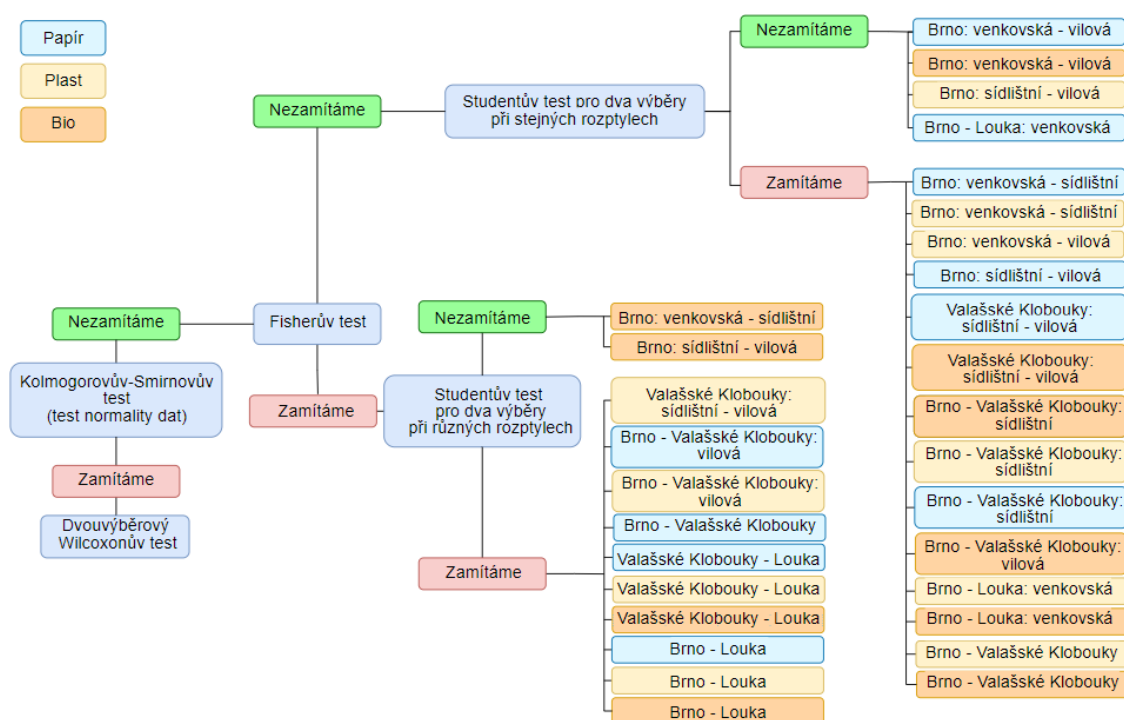 Papír
Plast
Bio
Nezamítáme
Studentův test pro dva výběry
při stejných rozptylech
Nezamítáme
Brno: venkovská - vilová
Brno: venkovská - vilová
Brno: sídlištní - vilová
Brno - Louka: venkovská
Zamítáme
Brno: venkovská - sídlištní
Brno: venkovská - sídlištní
Brno: venkovská - vilová
Brno: sídlištní - vilová
Valašské Klobouky:
sídlištní - vilová
Valašské Klobouky:
sídlištní - vilová
Brno - Valašské Klobouky:
sídlištní
Brno - Valašské Klobouky:
sídlištní
Brno - Valašské Klobouky:
sídlištní
Brno - Valašské Klobouky:
vilová
Brno - Louka: venkovská
Brno - Louka: venkovská
Brno - Valašské Klobouky
Brno - Valašské Klobouky
Nezamítáme
Fisherův test
Kolmogorovův-Smirnovův
test
(test normality dat)
Zamítáme
Dvouvýběrový
Wilcoxonův test
Zamítáme
Nezamítáme
Brno: venkovská - sídlištní
Brno: sídlištní - vilová
Studentův test
pro dva výběry
při různých rozptylech
Zamítáme
Valašské Klobouky:
sídlištní - vilová
Brno - Valašské Klobouky:
vilová
Brno - Valašské Klobouky:
vilová
Brno - Valašské Klobouky
Valašské Klobouky - Louka
Valašské Klobouky - Louka
Valašské Klobouky - Louka
Brno - Louka
Brno - Louka
Brno - Louka